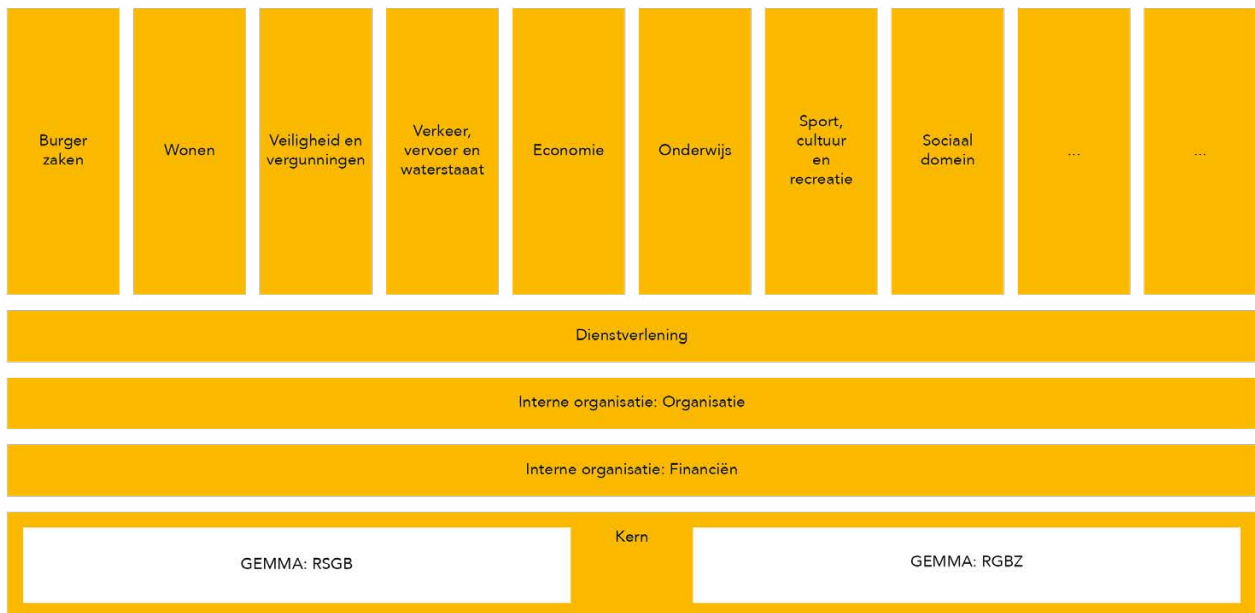 Burger
zaken
Wonen
Veiligheid en
vergunningen
Verkeer,
vervoer en
waterstaaat
Economie
Onderwijs
Sport,
cultuur
en
recreatie
Sociaal
domein
...
...
Dienstverlening
Interne organisatie: Organisatie
Interne organisatie: Financiën
Kern
GEMMA: RSGB
GEMMA: RGBZ